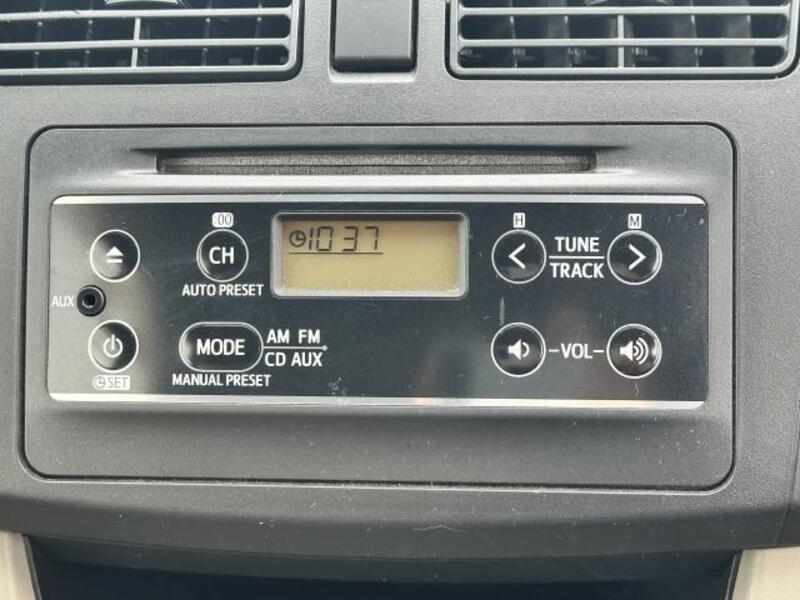 :00
H
M
1037
CH
TUNE
TRACK
AUTO PRESET
AUX
MODE
AM FM
CD AUX
VOL
SET
MANUAL PRESET